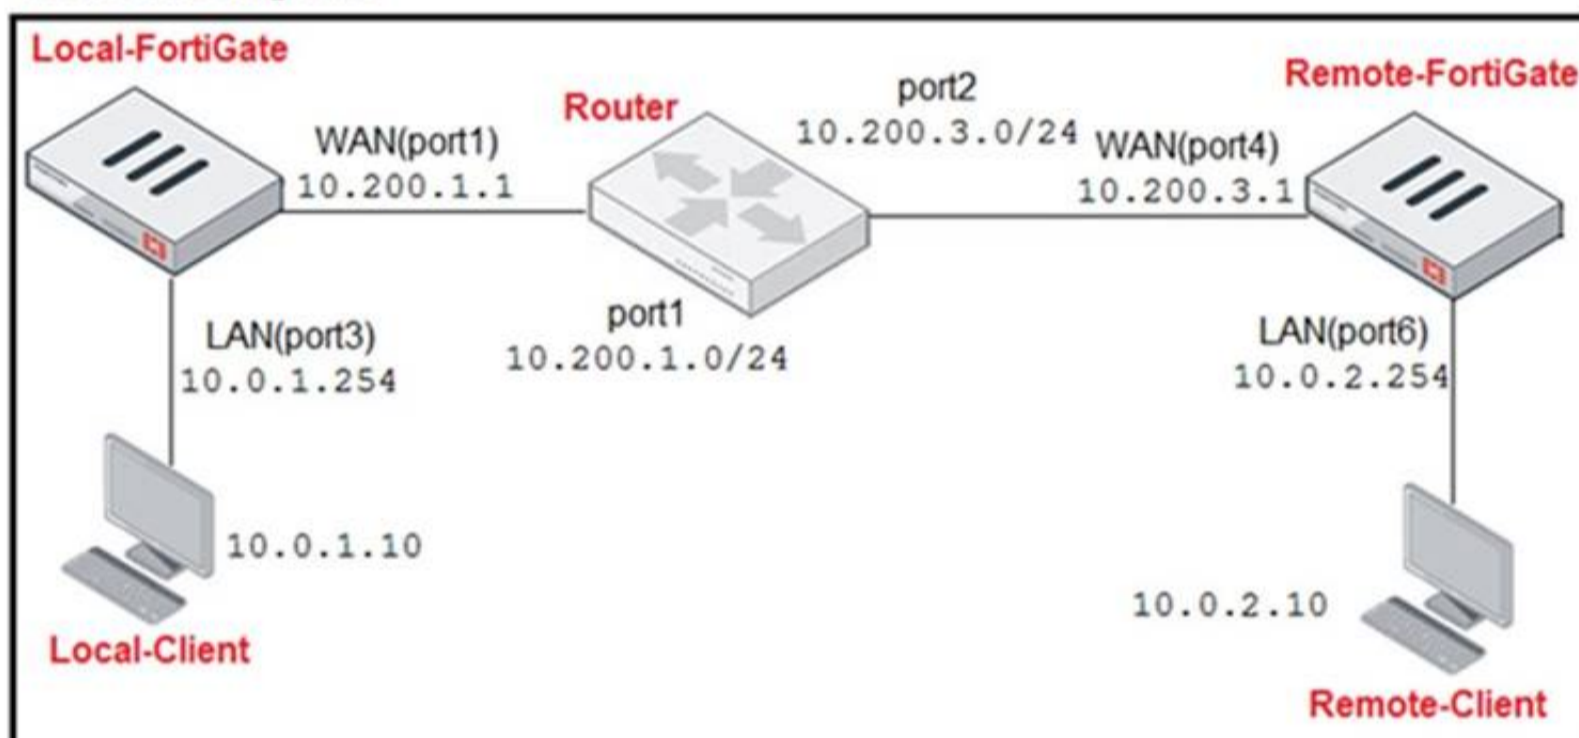 Local-FortiGate
WAN(port1)
10.200.1.1
Router
port2
10.200.3.0/24
Remote-FortiGate
WAN(port4)
10.200.3.1
LAN(port3)
10.0.1.254
port1
10.200.1.0/24
LAN(port6)
10.0.2.254
10.0.1.10
Local-Client
10.0.2.10
Remote-Client